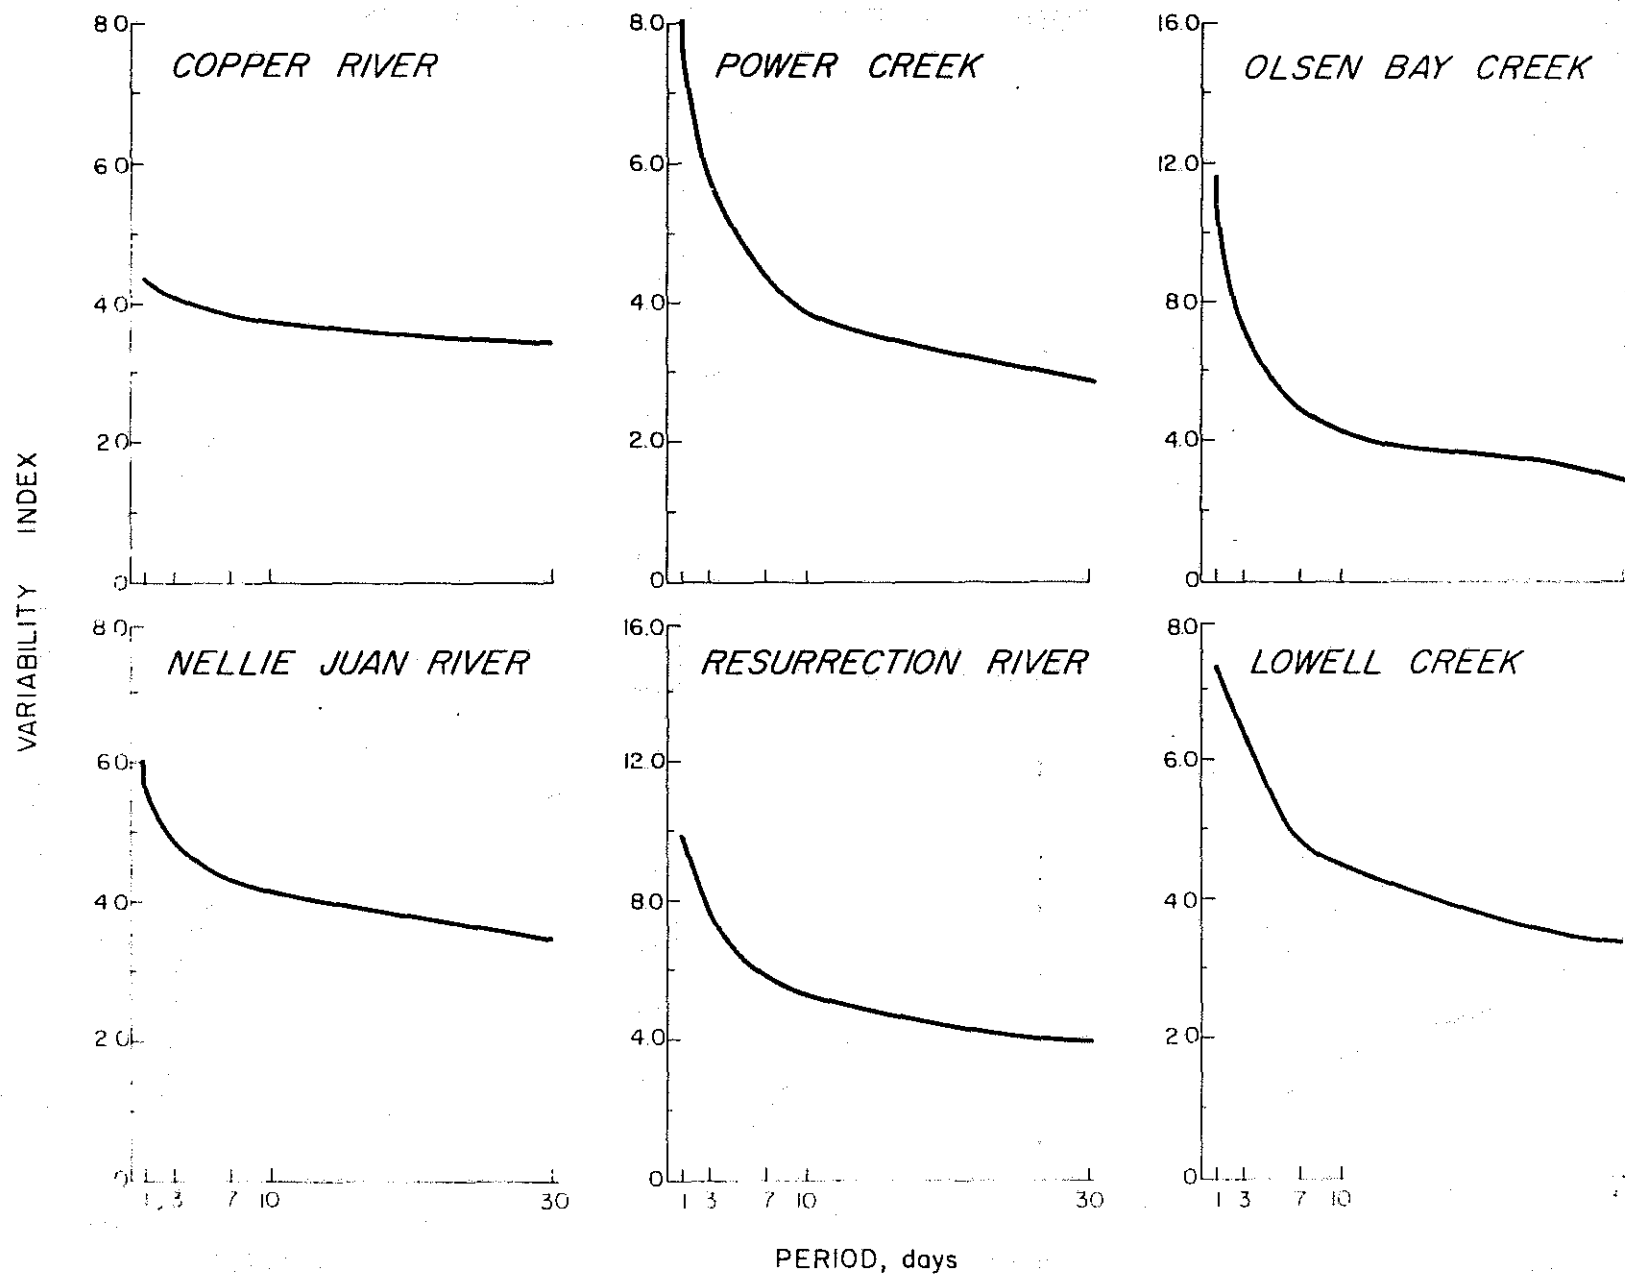 COPPER RIVER
8.0
6.0
4.0
2.0
0
POWER CREEK
8.0
6.0
4.0
2.0
0
OLSEN BAY CREEK
16.0
12.0
8.0
4.0
0
VARIABILITY INDEX
NELLIE JUAN RIVER
8.0
6.0
4.0
2.0
0
1 3 7 10 30
RESURRECTION RIVER
16.0
12.0
8.0
4.0
0
1 3 7 10 30
LOWELL CREEK
8.0
6.0
4.0
2.0
0
1 3 7 10
PERIOD, days